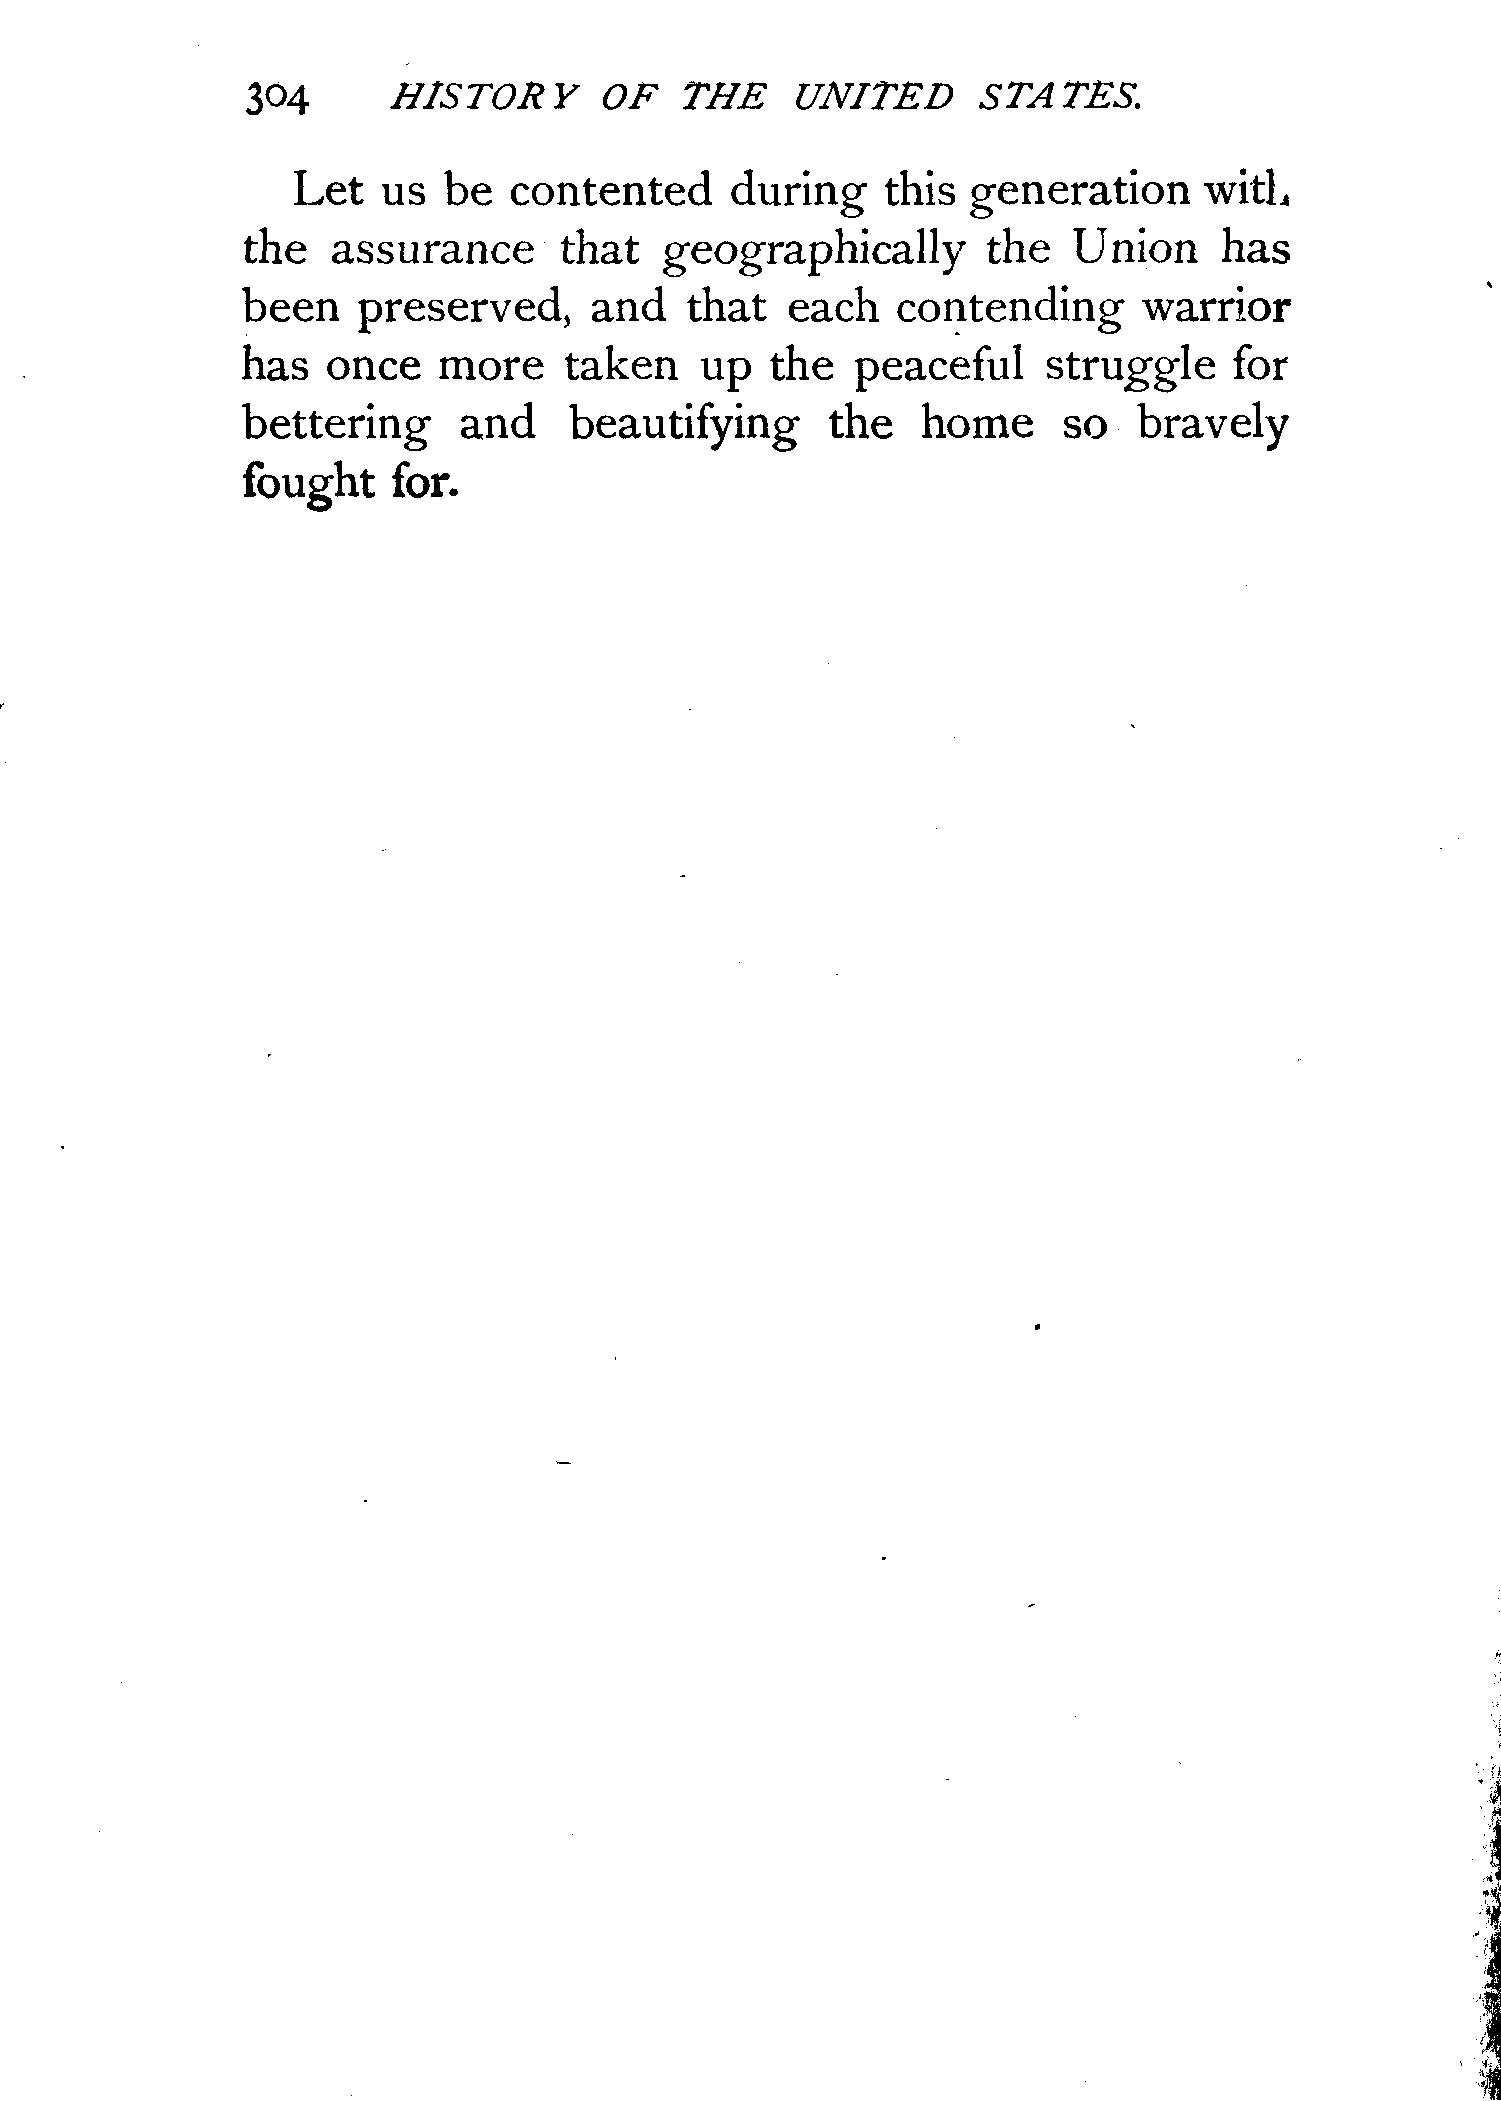 304 HISTORY OF THE UNITED STATES.
Let us be contented during this generation with
the assurance that geographically the Union has
been preserved, and that each contending warrior
has once more taken up the peaceful struggle for
bettering and beautifying the home so bravely
fought for.